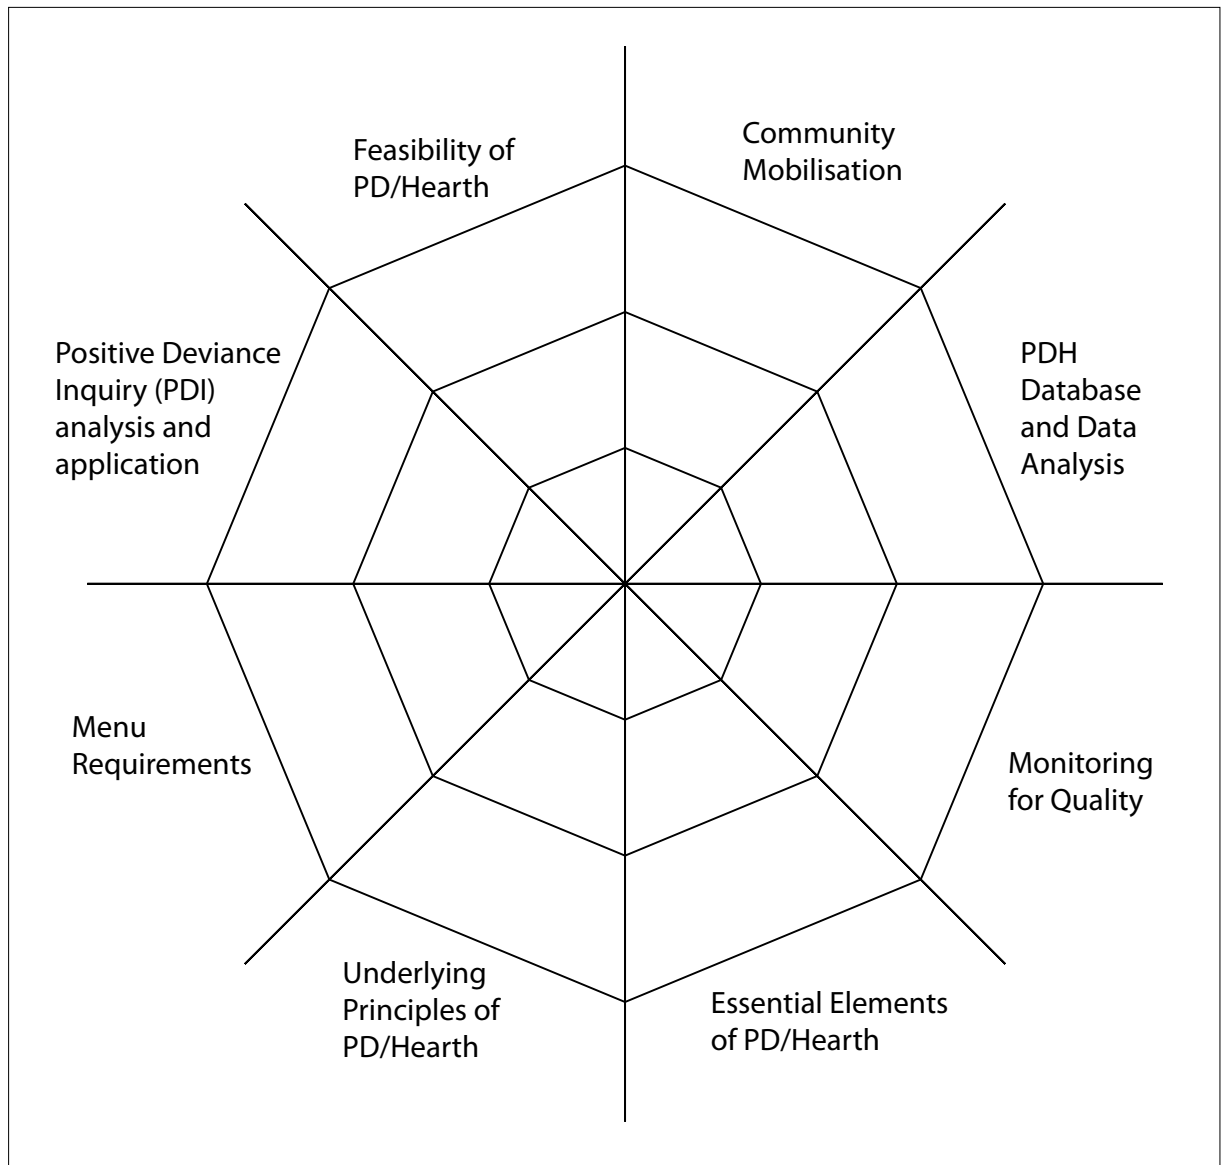 Feasibility of
PD/Hearth
Community
Mobilisation
Positive Deviance
Inquiry (PDI)
analysis and
application
PDH
Database
and Data
Analysis
Menu
Requirements
Monitoring
for Quality
Underlying
Principles of
PD/Hearth
Essential Elements
of PD/Hearth